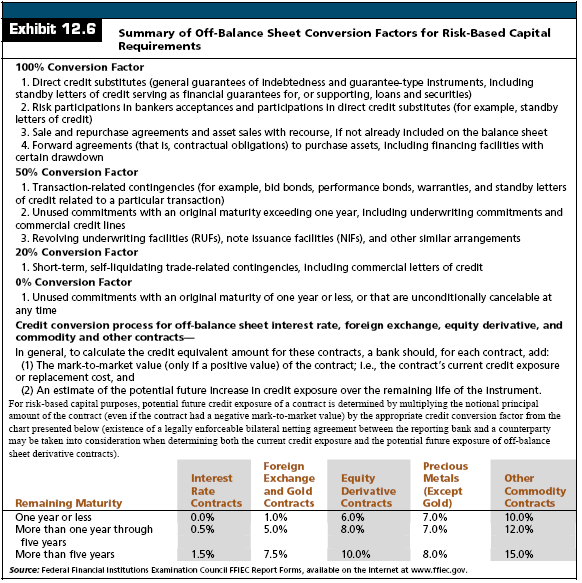 Exhibit 12.6
Summary of Off-Balance Sheet Conversion Factors for Risk-Based Capital
Requirements
100% Conversion Factor
1. Direct credit substitutes (general guarantees of indebtedness and guarantee-type instruments, including
standby letters of credit serving as financial guarantees for, or supporting, loans and securities)
2. Risk participations in bankers acceptances and participations in direct credit substitutes (for example, standby
letters of credit)
3. Sale and repurchase agreements and asset sales with recourse, if not already included on the balance sheet
4. Forward agreements (that is, contractual obligations) to purchase assets, including financing facilities with
certain drawdown
50% Conversion Factor
1. Transaction-related contingencies (for example, bid bonds, performance bonds, warranties, and standby letters
of credit related to a particular transaction)
2. Unused commitments with an original maturity exceeding one year, including underwriting commitments and
commercial credit lines
3. Revolving underwriting facilities (RUFs), note issuance facilities (NIFs), and other similar arrangements
20% Conversion Factor
1. Short-term, self-liquidating trade-related contingencies, including commercial letters of credit
0% Conversion Factor
1. Unused commitments with an original maturity of one year or less, or that are unconditionally cancelable at
any time
Credit conversion process for off-balance sheet interest rate, foreign exchange, equity derivative, and
commodity and other contracts—
In general, to calculate the credit equivalent amount for these contracts, a bank should, for each contract, add:
(1) The mark-to-market value (only if a positive value) of the contract; i.e., the contract's current credit exposure
or replacement cost, and
(2) An estimate of the potential future increase in credit exposure over the remaining life of the instrument.
For risk-based capital purposes, potential future credit exposure of a contract is determined by multiplying the notional principal
amount of the contract (even if the contract had a negative mark-to-market value) by the appropriate credit conversion factor from the
chart presented below (existence of a legally enforceable bilateral netting agreement between the reporting bank and a counterparty
may be taken into consideration when determining both the current credit exposure and the potential future exposure of off-balance
sheet derivative contracts).
Remaining Maturity Interest Rate Contracts Foreign Exchange and Gold Contracts Equity Derivative Contracts Precious Metals (Except Gold) Other Commodity Contracts
One year or less 0.0% 1.0% 6.0% 7.0% 10.0%
More than one year through five years 0.5% 5.0% 8.0% 7.0% 12.0%
More than five years 1.5% 7.5% 10.0% 8.0% 15.0%
Source: Federal Financial Institutions Examination Council FFIEC Report Forms, available on the Internet at www.ffiec.gov.